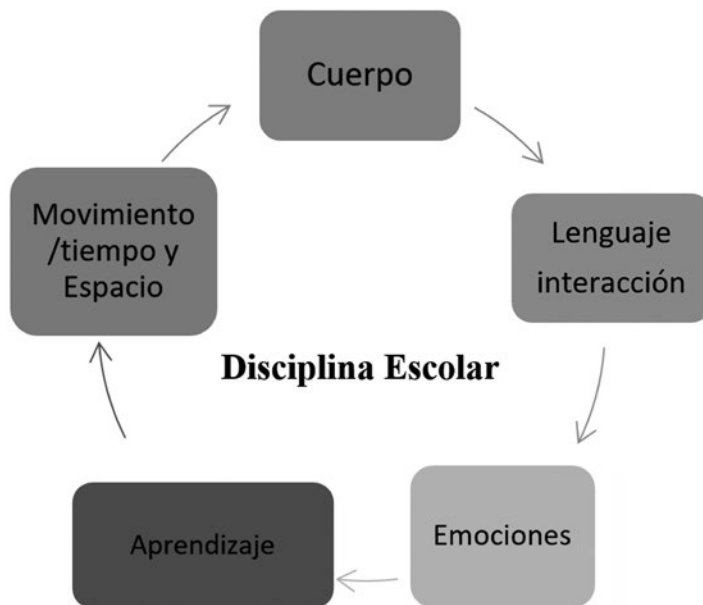 Cuerpo
Lenguaje
interacción
Emociones
Aprendizaje
Movimiento
/tiempo y
Espacio
Disciplina Escolar